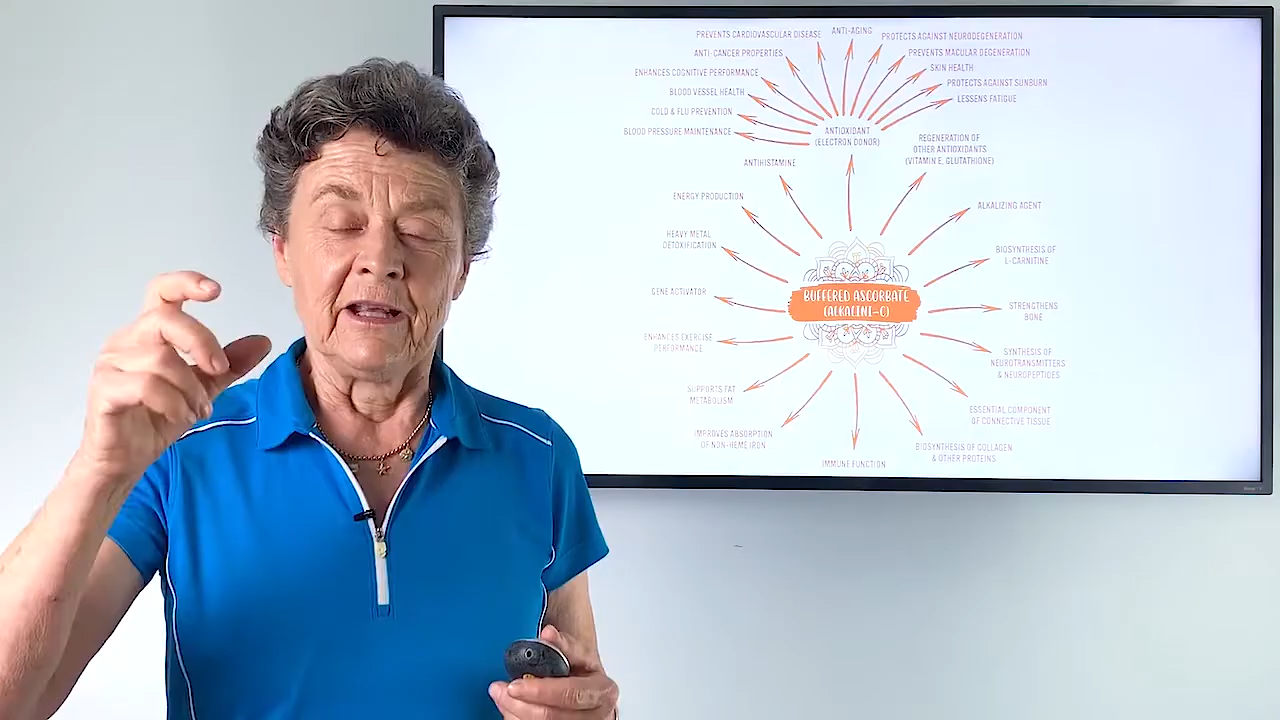 PREVENTS CARDIOVASCULAR DISEASE
ANTI-AGING
PROTECTS AGAINST NEURODEGENERATION
ANTI-CANCER PROPERTIES
PREVENTS MACULAR DEGENERATION
ENHANCES COGNITIVE PERFORMANCE
SKIN HEALTH
BLOOD VESSEL HEALTH
PROTECTS AGAINST SUNBURN
COLD & FLU PREVENTION
LESSENS FATIGUE
BLOOD PRESSURE MAINTENANCE
ANTIOXIDANT
(ELECTRON DONOR)
REGENERATION OF
OTHER ANTIOXIDANTS
(VITAMIN E, GLUTATHIONE)
ANTIHISTAMINE
ENERGY PRODUCTION
ALKALIZING AGENT
HEAVY METAL
DETOXIFICATION
BIOSYNTHESIS OF
L-CARNITINE
GENE ACTIVATOR
BUFFERED ASCORBATE
(ALKALINI-C)
STRENGTHENS
BONE
ENHANCES EXERCISE
PERFORMANCE
SYNTHESIS OF
NEUROTRANSMITTERS
& NEUROPEPTIDES
SUPPORTS FAT
METABOLISM
ESSENTIAL COMPONENT
OF CONNECTIVE TISSUE
IMPROVES ABSORPTION
OF NON-HEME IRON
BIOSYNTHESIS OF COLLAGEN
& OTHER PROTEINS
IMMUNE FUNCTION